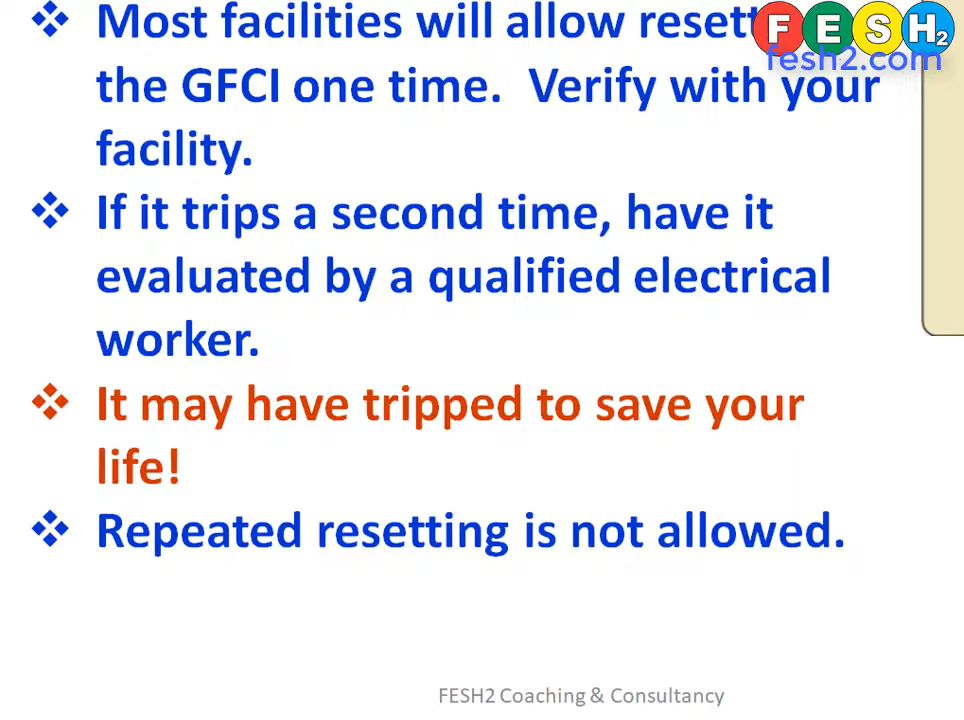 ❖ Most facilities will allow
the GFCI one time. Verify with your
facility.
❖ If it trips a second time, have it
evaluated by a qualified electrical
worker.
❖ It may have tripped to save your
life!
❖ Repeated resetting is not allowed.
FESH2
fesh2.com
FESH2 Coaching & Consultancy